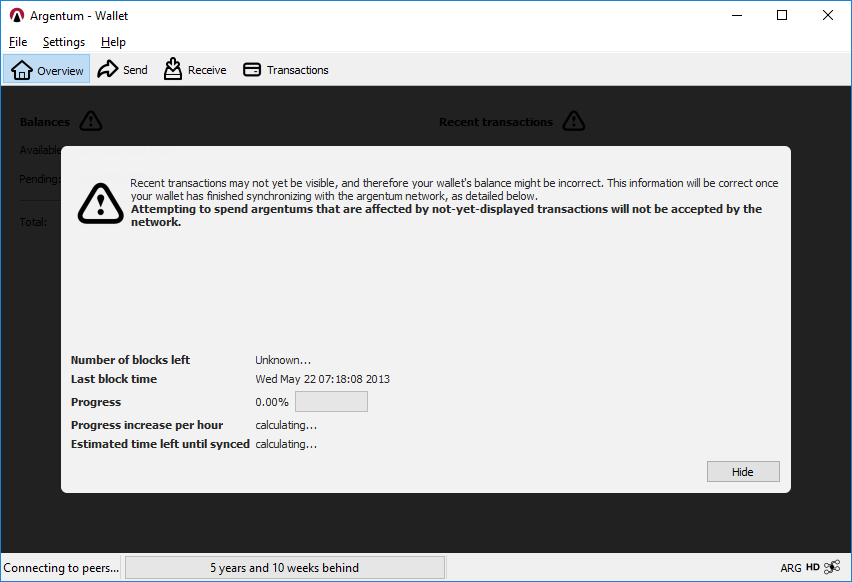 Argentum - Wallet
File Settings Help
Overview Send Receive Transactions
Balances Recent transactions
Available
Pending:
Total:
Recent transactions may not yet be visible, and therefore your wallet's balance might be incorrect. This information will be correct once
your wallet has finished synchronizing with the argentum network, as detailed below.
Attempting to spend argentums that are affected by not-yet-displayed transactions will not be accepted by the
network.
Number of blocks left Unknown...
Last block time Wed May 22 07:18:08 2013
Progress 0.00%
Progress increase per hour calculating...
Estimated time left until synced calculating...
Hide
Connecting to peers... 5 years and 10 weeks behind ARG HD